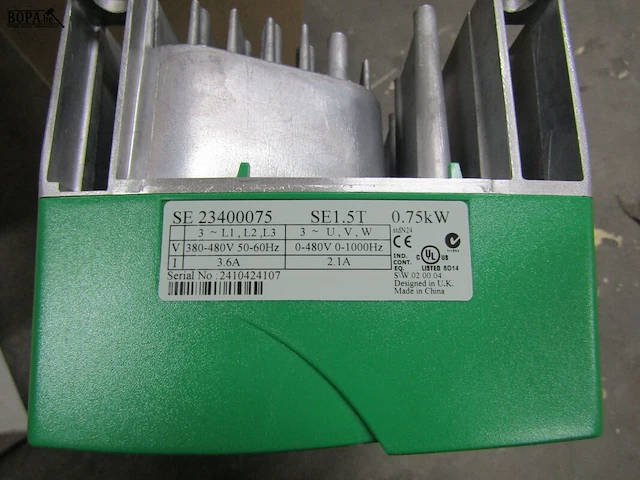 BOPA
SE 23400075 SE1.5T 0.75kW
3 ~ L1, L2, L3 3 ~ U, V, W stdN24
V 380-480V 50-60Hz 0-480V 0-1000Hz
I 3.6A 2.1A
IND. CONT. EQ. C UL US LISTED 8D14
Serial No :2410424107
S/W 02.00.04
Designed in U.K.
Made in China